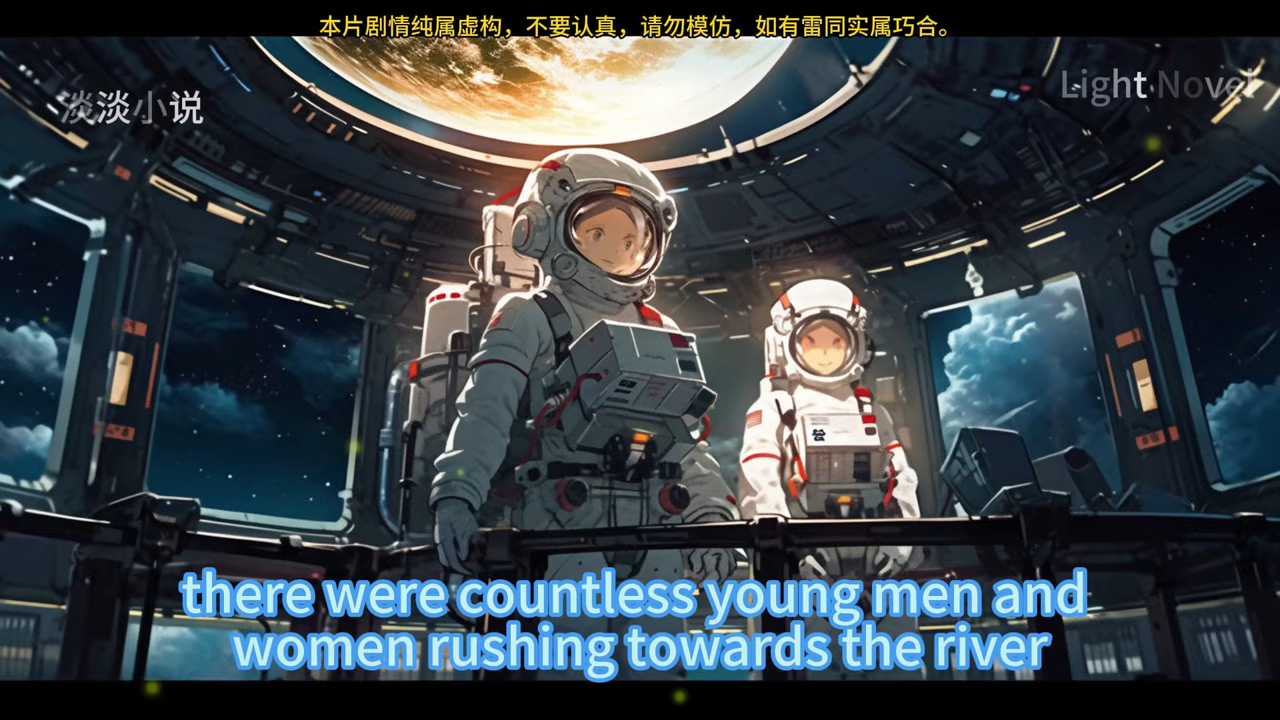 本片剧情纯属虚构，不要认真，请勿模仿，如有雷同实属巧合。
淡淡小说
Light Novel
there were countless young men and
women rushing towards the river